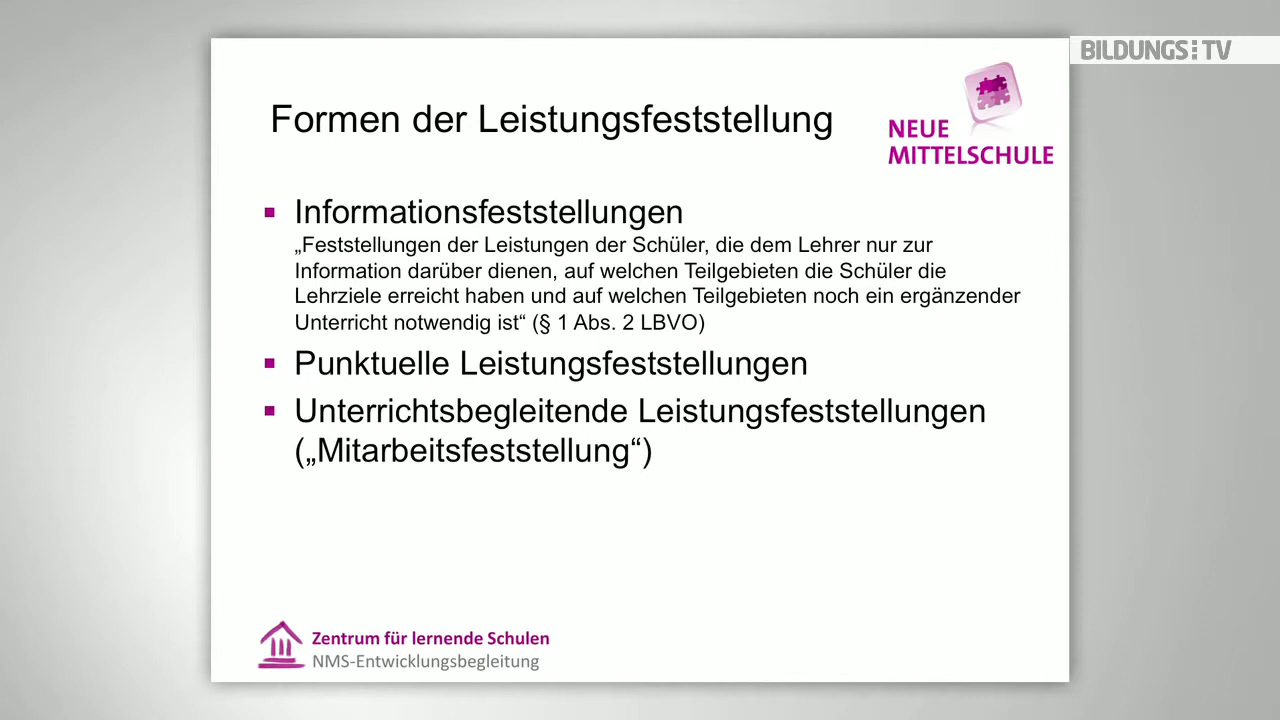 BILDUNGS:TV
Formen der Leistungsfeststellung
NEUE
MITTELSCHULE
Informationsfeststellungen
„Feststellungen der Leistungen der Schüler, die dem Lehrer nur zur
Information darüber dienen, auf welchen Teilgebieten die Schüler die
Lehrziele erreicht haben und auf welchen Teilgebieten noch ein ergänzender
Unterricht notwendig ist“ (§ 1 Abs. 2 LBVO)
Punktuelle Leistungsfeststellungen
Unterrichtsbegleitende Leistungsfeststellungen
(„Mitarbeitsfeststellung“)
Zentrum für lernende Schulen
NMS-Entwicklungsbegleitung